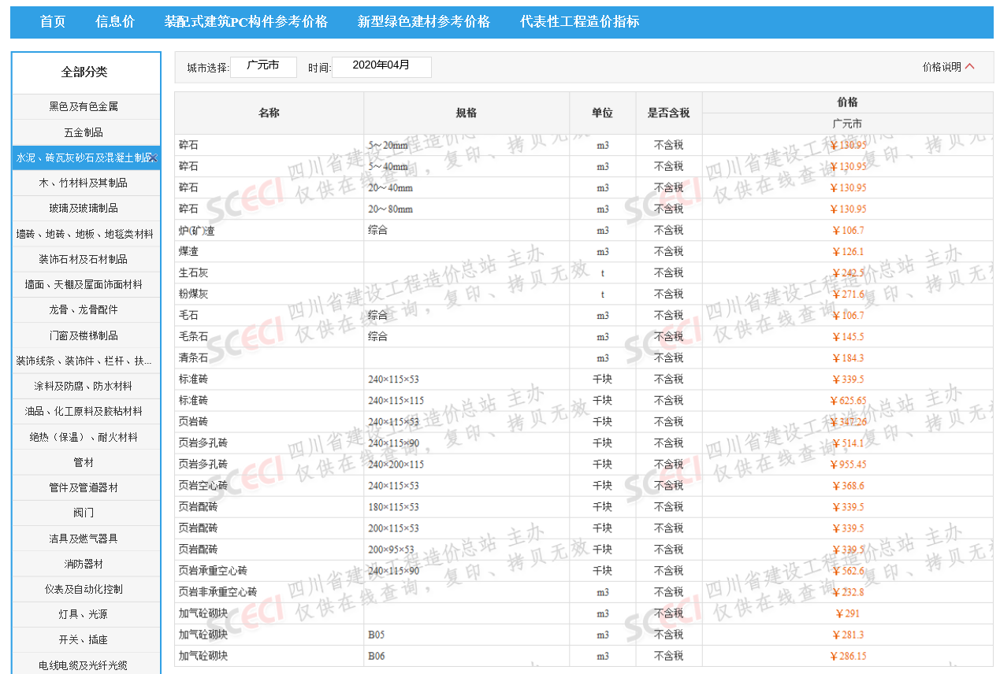 首页 信息价 装配式建筑PC构件参考价格 新型绿色建材参考价格 代表性工程造价指标
全部分类
黑色及有色金属
五金制品
水泥、砖瓦灰砂石及混凝土制品
木、竹材料及其制品
玻璃及玻璃制品
墙砖、地砖、地板、地毯类材料
装饰石材及石材制品
墙面、天棚及屋面饰面材料
龙骨、龙骨配件
门窗及楼梯制品
装饰线条、装饰件、栏杆、扶...
涂料及防腐、防水材料
油品、化工原料及胶粘材料
绝热（保温）、耐火材料
管材
管件及管道器材
阀门
洁具及燃气器具
消防器材
仪表及自动化控制
灯具、光源
开关、插座
电线电缆及光纤光缆
城市选择: 广元市 时间: 2020年04月 价格说明
名称 规格 单位 是否含税 价格
广元市
碎石 5～20mm m3 不含税 ￥130.95
碎石 5～40mm m3 不含税 ￥130.95
碎石 20～40mm m3 不含税 ￥130.95
碎石 20～80mm m3 不含税 ￥130.95
炉(矿)渣 综合 m3 不含税 ￥106.7
煤渣 m3 不含税 ￥126.1
生石灰 t 不含税 ￥242.5
粉煤灰 t 不含税 ￥271.6
毛石 综合 m3 不含税 ￥106.7
毛条石 综合 m3 不含税 ￥145.5
清条石 m3 不含税 ￥184.3
标准砖 240×115×53 千块 不含税 ￥339.5
标准砖 240×115×115 千块 不含税 ￥625.65
页岩砖 240×115×53 千块 不含税 ￥347.26
页岩多孔砖 240×115×90 千块 不含税 ￥514.1
页岩多孔砖 240×200×115 千块 不含税 ￥955.45
页岩空心砖 240×115×53 千块 不含税 ￥368.6
页岩配砖 180×115×53 千块 不含税 ￥339.5
页岩配砖 200×115×53 千块 不含税 ￥339.5
页岩配砖 200×95×53 千块 不含税 ￥339.5
页岩承重空心砖 240×115×90 千块 不含税 ￥562.6
页岩非承重空心砖 m3 不含税 ￥232.8
加气砼砌块 m3 不含税 ￥291
加气砼砌块 B05 m3 不含税 ￥281.3
加气砼砌块 B06 m3 不含税 ￥286.15
SCECI 四川省建设工程造价总站 主办
仅供在线查询，复印、拷贝无效